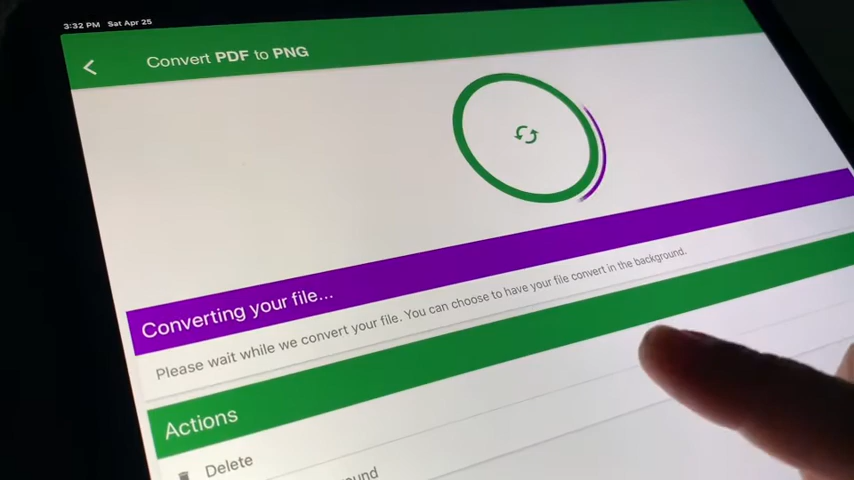 3:32 PM Sat Apr 25
Convert PDF to PNG
Converting your file...
Please wait while we convert your file. You can choose to have your file convert in the background.
Actions
Delete